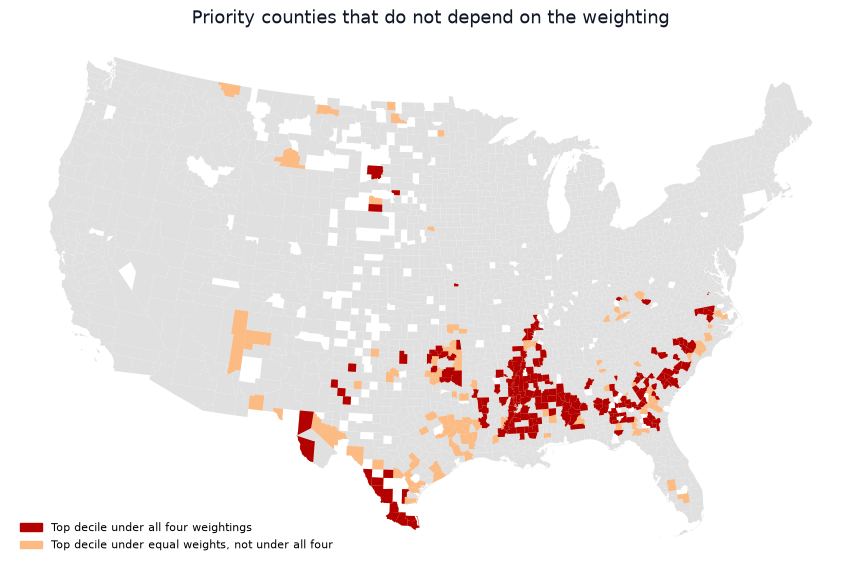 Priority counties that do not depend on the weighting
Top decile under all four weightings
Top decile under equal weights, not under all four